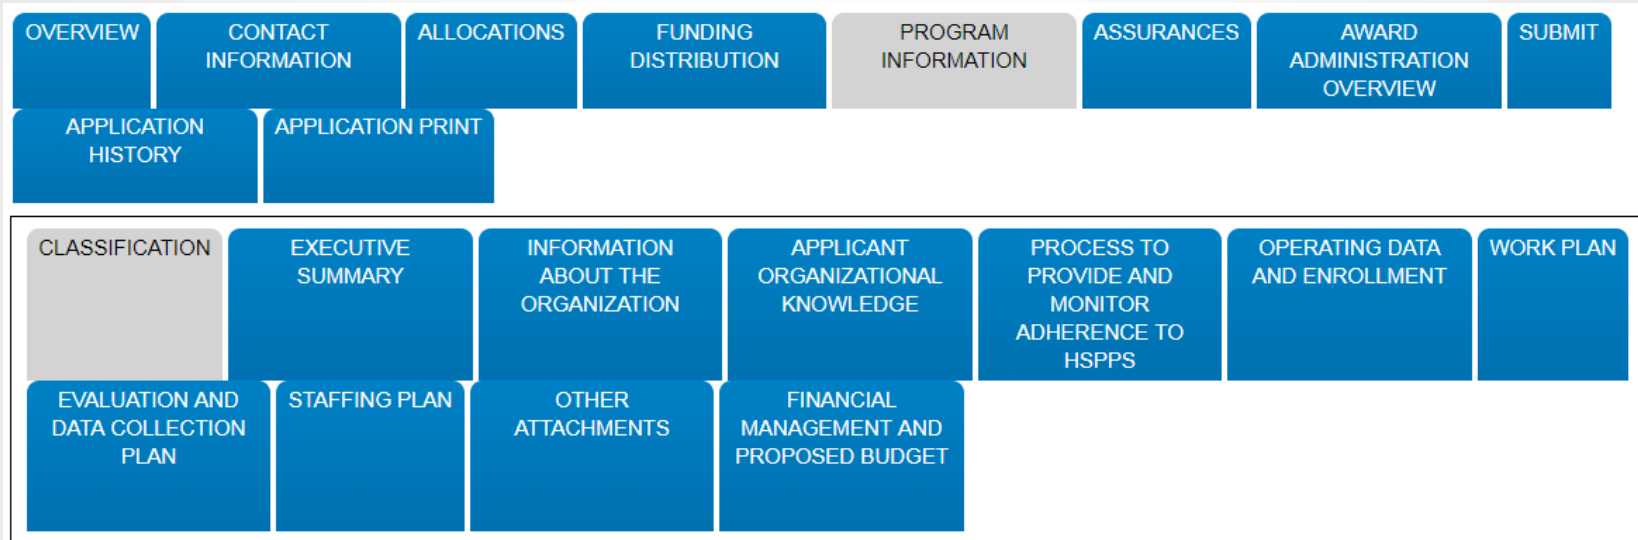 OVERVIEW
CONTACT
INFORMATION
ALLOCATIONS
FUNDING
DISTRIBUTION
PROGRAM
INFORMATION
ASSURANCES
AWARD
ADMINISTRATION
OVERVIEW
SUBMIT
APPLICATION
HISTORY
APPLICATION PRINT
CLASSIFICATION
EXECUTIVE
SUMMARY
INFORMATION
ABOUT THE
ORGANIZATION
APPLICANT
ORGANIZATIONAL
KNOWLEDGE
PROCESS TO
PROVIDE AND
MONITOR
ADHERENCE TO
HSPPS
OPERATING DATA
AND ENROLLMENT
WORK PLAN
EVALUATION AND
DATA COLLECTION
PLAN
STAFFING PLAN
OTHER
ATTACHMENTS
FINANCIAL
MANAGEMENT AND
PROPOSED BUDGET